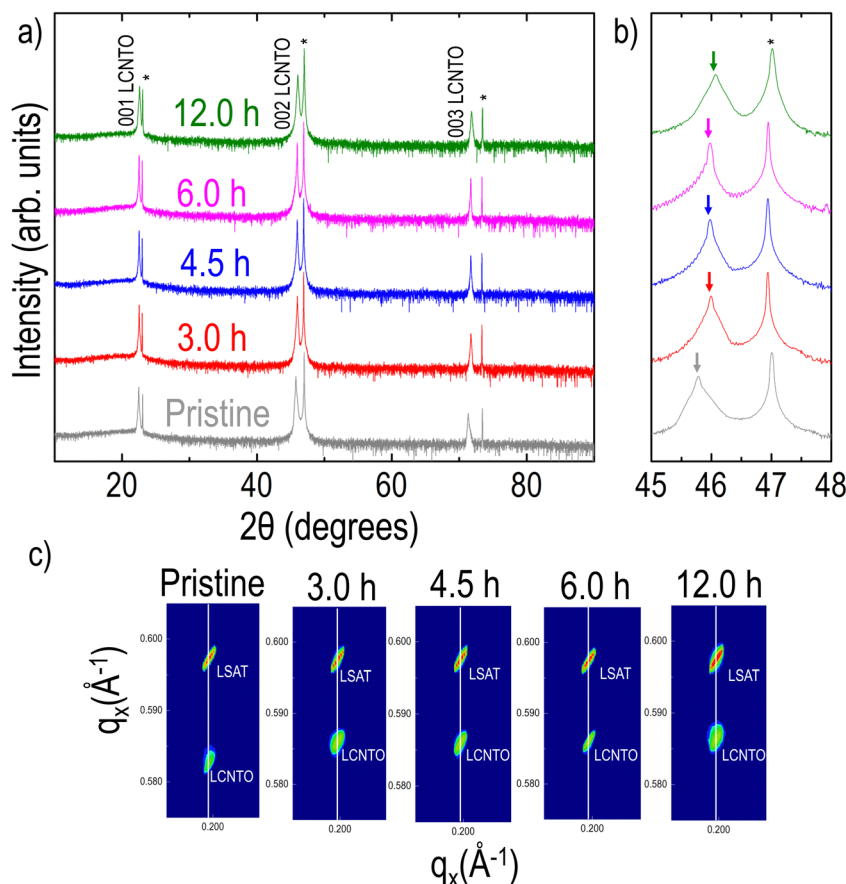 a)
b)
001 LCNTO
*
002 LCNTO
*
003 LCNTO
*
*
12.0 h
6.0 h
4.5 h
3.0 h
Pristine
Intensity (arb. units)
20 40 60 80
45 46 47 48
2θ (degrees)
c)
Pristine 3.0 h 4.5 h 6.0 h 12.0 h
qx(Å-1)
0.600 0.600 0.600 0.600 0.600
LSAT LSAT LSAT LSAT LSAT
0.590 0.590 0.590 0.590 0.590
LCNTO LCNTO LCNTO LCNTO LCNTO
0.580 0.580 0.580 0.580 0.580
0.200 0.200 0.200 0.200 0.200
qx(Å-1)